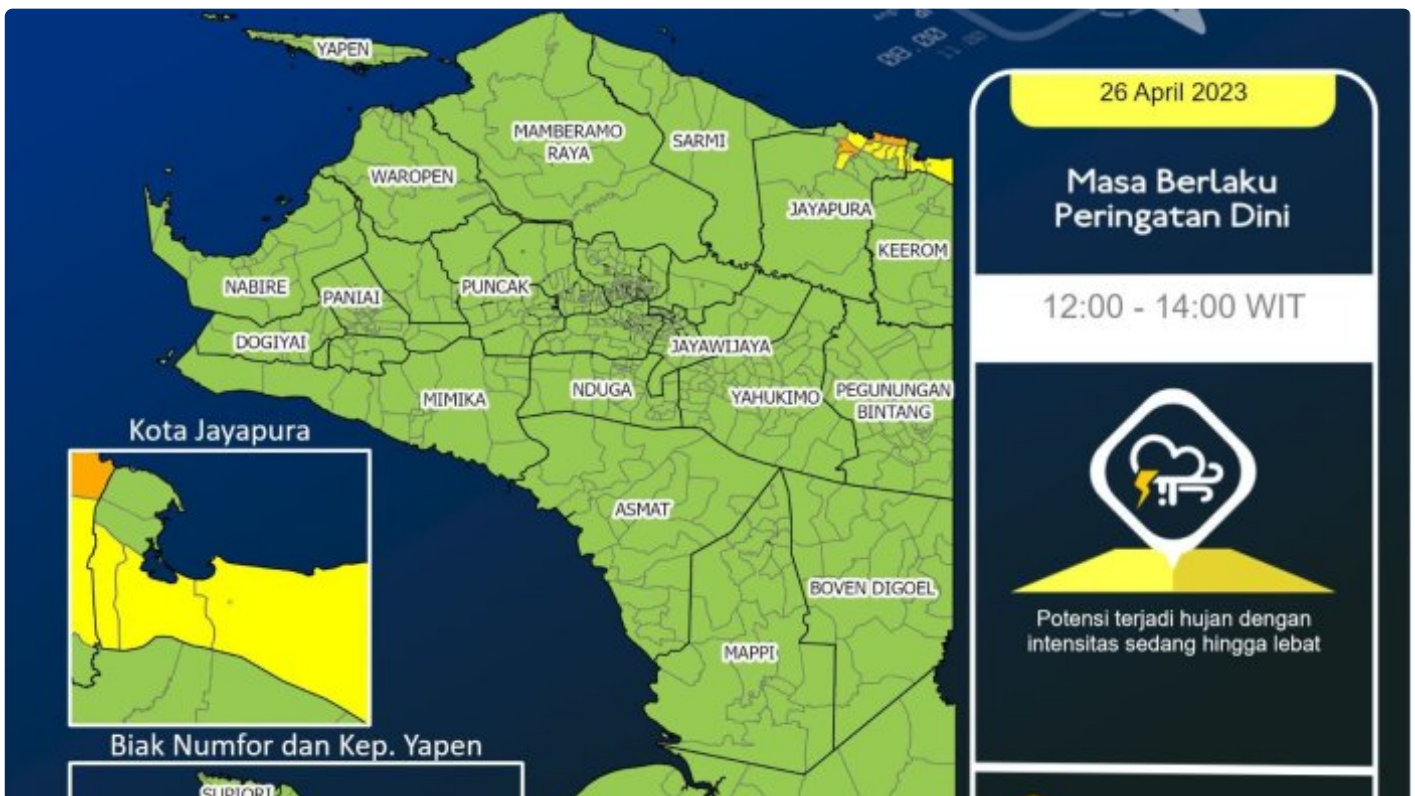 YAPEN
MAMBERAMO
RAYA
SARMI
WAROPEN
JAYAPURA
KEEROM
NABIRE
PANIAI
PUNCAK
DOGIYAI
JAYAWIJAYA
MIMIKA
NDUGA
YAHUKIMO
PEGUNUNGAN
BINTANG
ASMAT
BOVEN DIGOEL
MAPPI
Kota Jayapura
Biak Numfor dan Kep. Yapen
SUPIORI
26 April 2023
Masa Berlaku
Peringatan Dini
12:00 - 14:00 WIT
Potensi terjadi hujan dengan
intensitas sedang hingga lebat